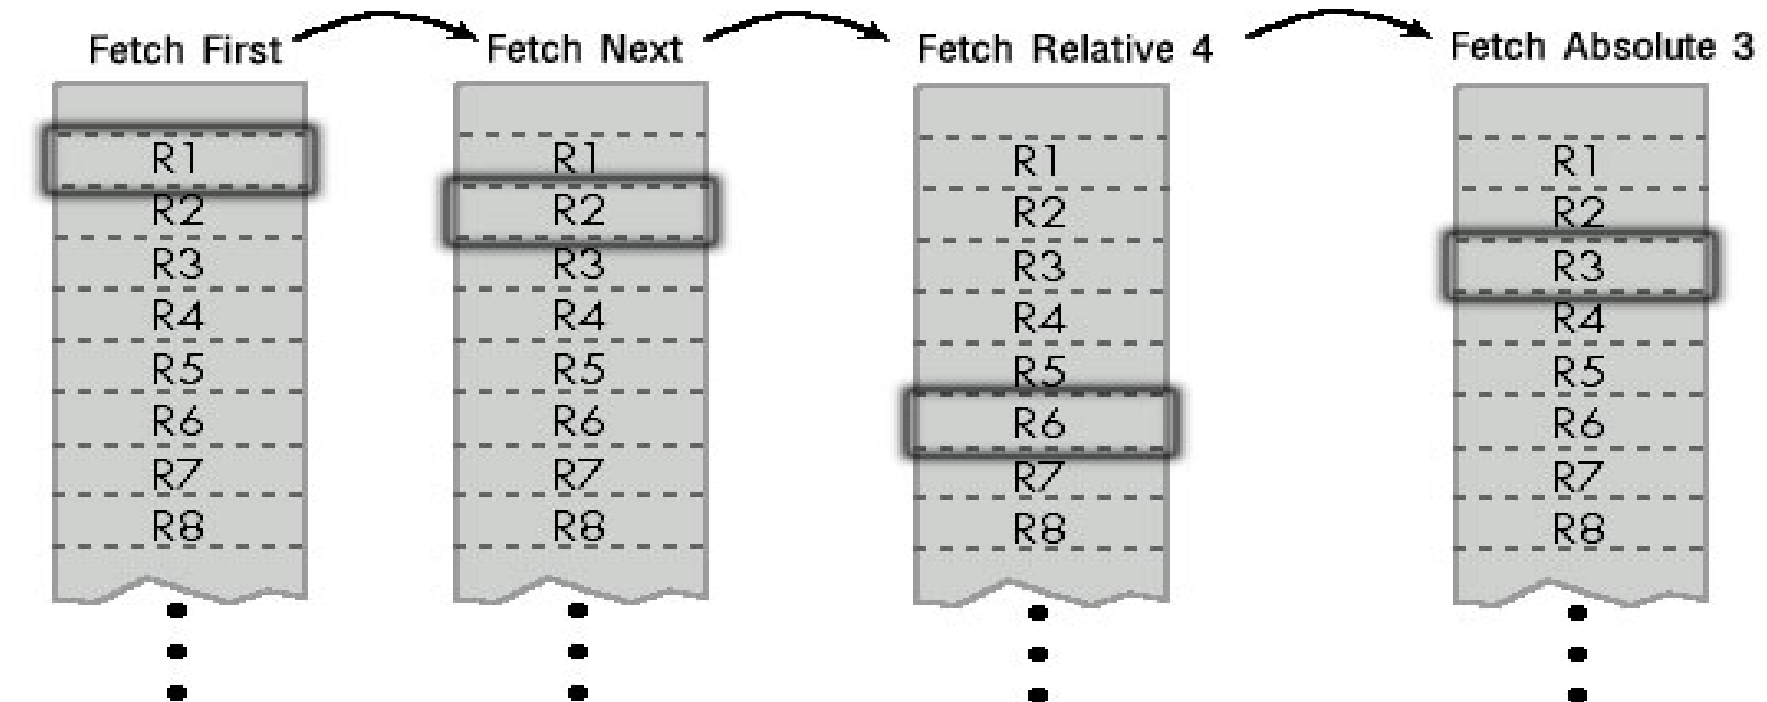 Fetch First
Fetch Next
Fetch Relative 4
Fetch Absolute 3
R1
R2
R3
R4
R5
R6
R7
R8
R1
R2
R3
R4
R5
R6
R7
R8
R1
R2
R3
R4
R5
R6
R7
R8
R1
R2
R3
R4
R5
R6
R7
R8